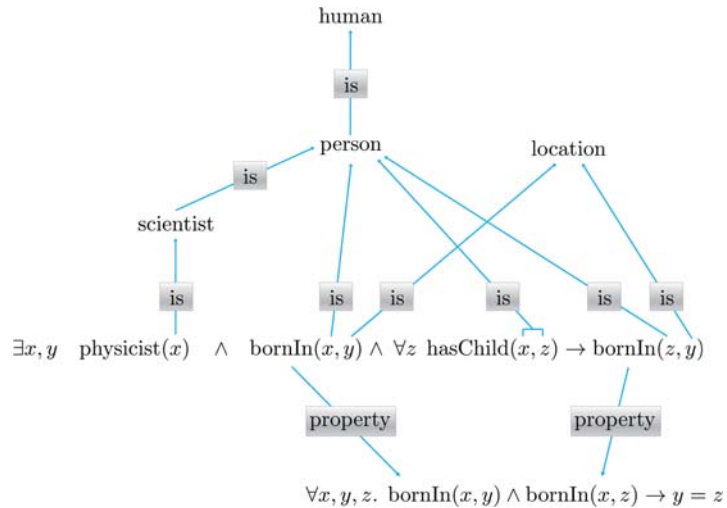 human
is
person
location
is
scientist
is is is is is is
∃x, y physicist(x) ∧ bornIn(x, y) ∧ ∀z hasChild(x, z) → bornIn(z, y)
property property
∀x, y, z. bornIn(x, y) ∧ bornIn(x, z) → y = z